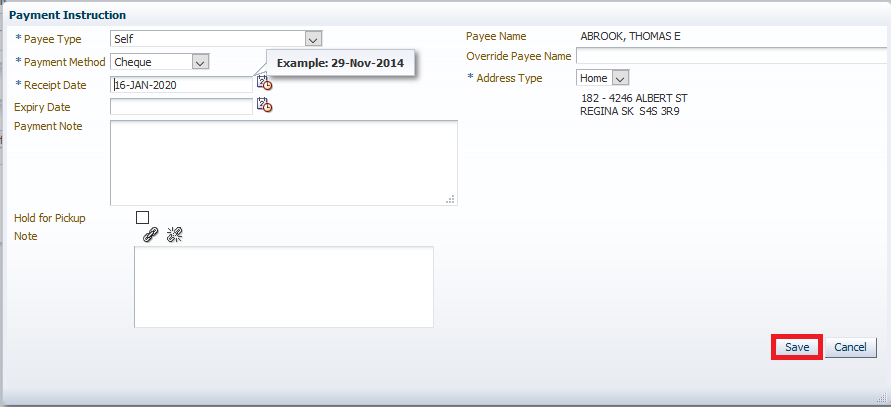 Payment Instruction
* Payee Type Self
* Payment Method Cheque
Example: 29-Nov-2014
* Receipt Date 16-JAN-2020
Expiry Date
Payment Note
Hold for Pickup
Note
Payee Name ABROOK, THOMAS E
Override Payee Name
* Address Type Home
182 - 4246 ALBERT ST
REGINA SK S4S 3R9
Save Cancel